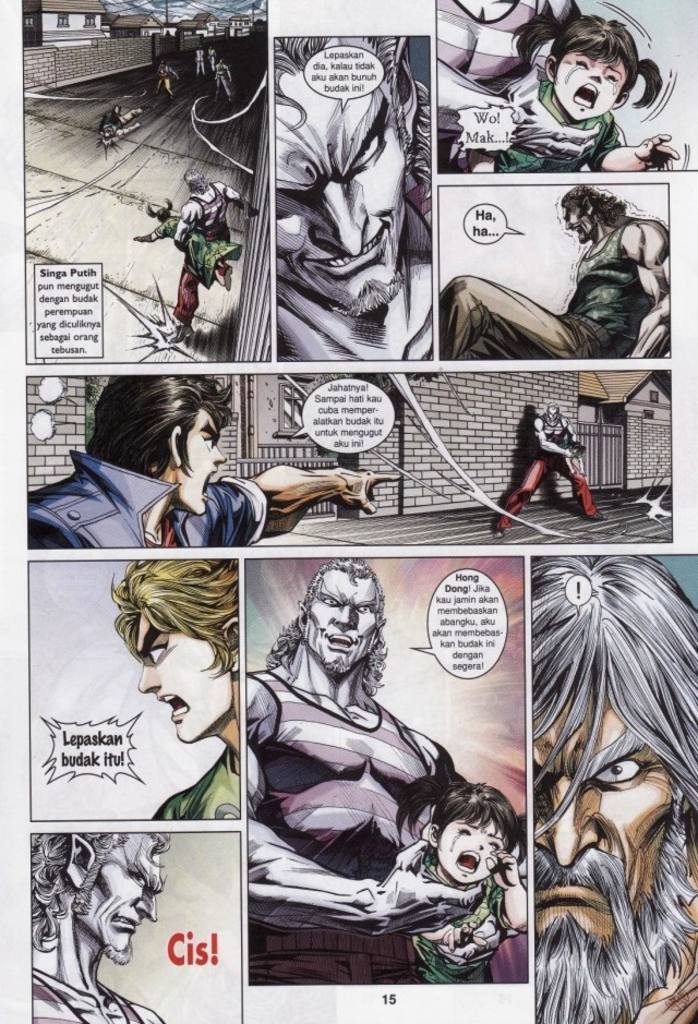 Singa Putih
pun mengugut
dengan budak
perempuan
yang diculiknya
sebagai orang
tebusan.
Lepaskan
dia, kalau tidak
aku akan bunuh
budak ini!
Wo!
Mak...!
Ha,
ha...
Jahatnya!
Sampai hati kau
cuba memper-
alatkan budak itu
untuk mengugut
aku ini!
Lepaskan
budak itu!
Hong
Dong! Jika
kau jamin akan
membebaskan
abangku, aku
akan membebas-
kan budak ini
dengan
segera!
!
Cis!
15